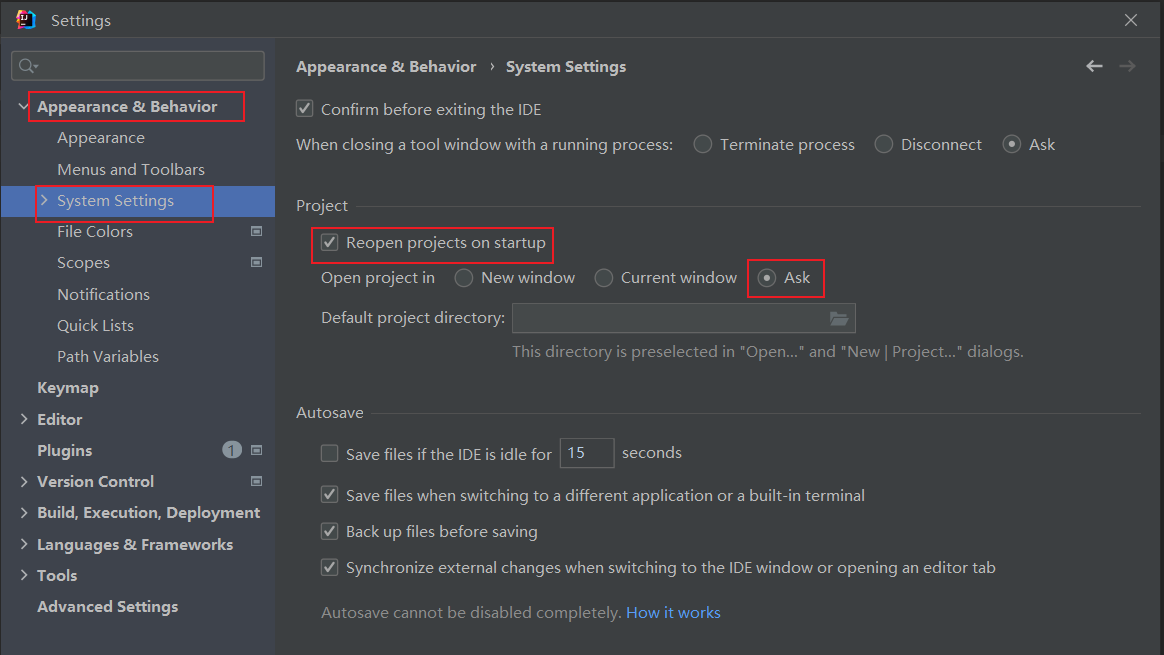 Settings
Appearance & Behavior
Appearance
Menus and Toolbars
System Settings
File Colors
Scopes
Notifications
Quick Lists
Path Variables
Keymap
Editor
Plugins 1
Version Control
Build, Execution, Deployment
Languages & Frameworks
Tools
Advanced Settings
Appearance & Behavior › System Settings
Confirm before exiting the IDE
When closing a tool window with a running process: Terminate process Disconnect Ask
Project
Reopen projects on startup
Open project in New window Current window Ask
Default project directory:
This directory is preselected in "Open..." and "New | Project..." dialogs.
Autosave
Save files if the IDE is idle for 15 seconds
Save files when switching to a different application or a built-in terminal
Back up files before saving
Synchronize external changes when switching to the IDE window or opening an editor tab
Autosave cannot be disabled completely. How it works